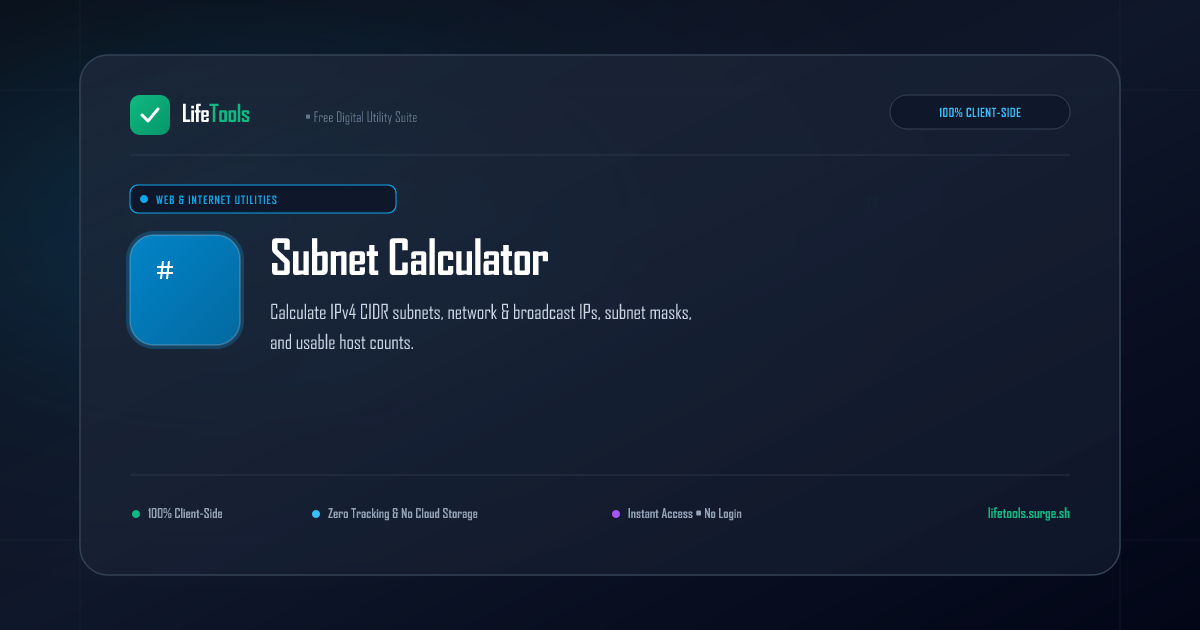 LifeTools
▪ Free Digital Utility Suite
100% CLIENT-SIDE
WEB & INTERNET UTILITIES
#
Subnet Calculator
Calculate IPv4 CIDR subnets, network & broadcast IPs, subnet masks,
and usable host counts.
100% Client-Side
Zero Tracking & No Cloud Storage
Instant Access ▪ No Login
lifetools.surge.sh